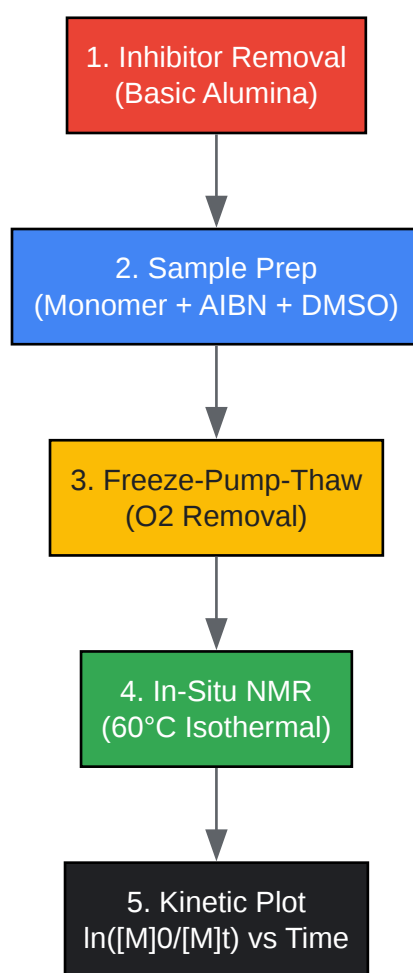 1. Inhibitor Removal
(Basic Alumina)
2. Sample Prep
(Monomer + AIBN + DMSO)
3. Freeze-Pump-Thaw
(O2 Removal)
4. In-Situ NMR
(60°C Isothermal)
5. Kinetic Plot
ln([M]0/[M]t) vs Time